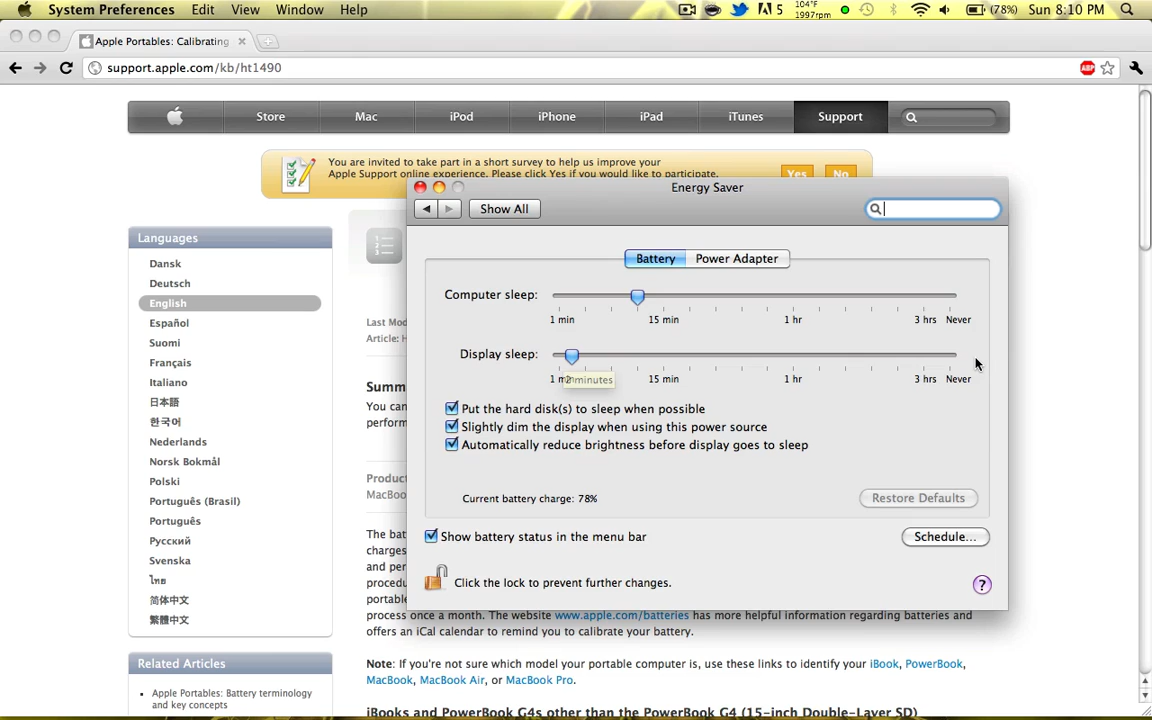 System Preferences Edit View Window Help
5 104°F 1997rpm (78%) Sun 8:10 PM
Apple Portables: Calibrating
support.apple.com/kb/ht1490
ABP
Store Mac iPod iPhone iPad iTunes Support
You are invited to take part in a short survey to help us improve your
Apple Support online experience. Please click Yes if you would like to participate.
Yes No
Energy Saver
Show All
Languages
Dansk
Deutsch
English
Español
Suomi
Français
Italiano
日本語
한국어
Nederlands
Norsk Bokmål
Polski
Português (Brasil)
Português
Русский
Svenska
ไทย
简体中文
繁體中文
Related Articles
Apple Portables: Battery terminology
and key concepts
Last Mod
Article: H
Summ
You can
perform
Product
MacBook
The bat
charges
and per
procedu
portable
Battery Power Adapter
Computer sleep:
1 min 15 min 1 hr 3 hrs Never
Display sleep:
1 min 15 min 1 hr 3 hrs Never
2 minutes
Put the hard disk(s) to sleep when possible
Slightly dim the display when using this power source
Automatically reduce brightness before display goes to sleep
Current battery charge: 78%
Restore Defaults
Show battery status in the menu bar
Schedule...
Click the lock to prevent further changes.
?
process once a month. The website www.apple.com/batteries has more helpful information regarding batteries and
offers an iCal calendar to remind you to calibrate your battery.
Note: If you're not sure which model your portable computer is, use these links to identify your iBook, PowerBook,
MacBook, MacBook Air, or MacBook Pro.
iBooks and PowerBook G4s other than the PowerBook G4 (15-inch Double-Layer SD)